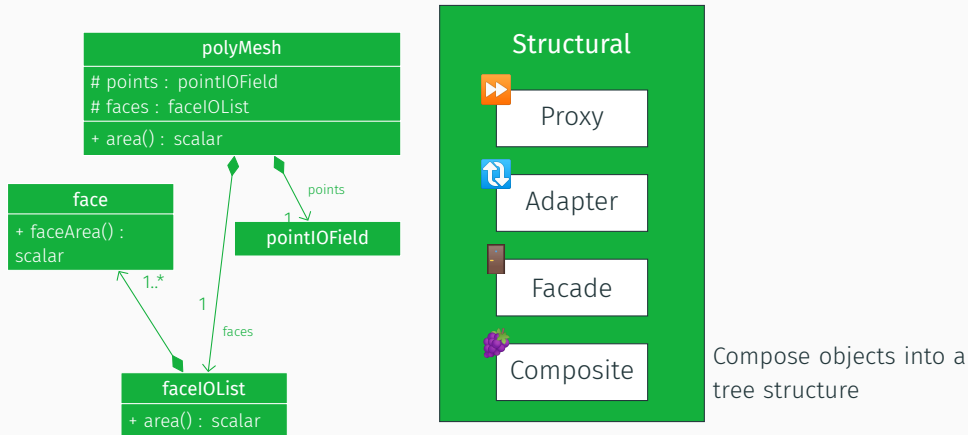 polyMesh
# points : pointIOField
# faces : faceIOList
+ area() : scalar
points
1
pointIOField
face
+ faceArea() :
scalar
1..*
1
faces
faceIOList
+ area() : scalar
Structural
Proxy
Adapter
Facade
Composite
Compose objects into a
tree structure